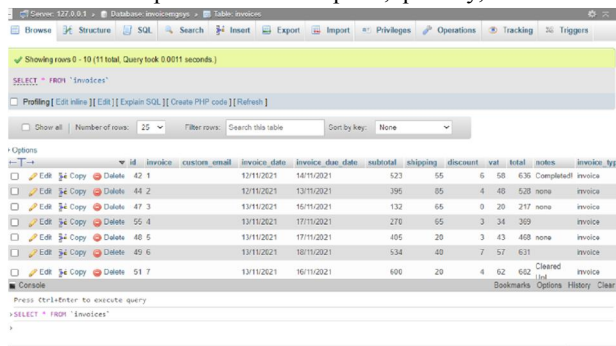 Server: 127.0.0.1 » Database: invoicemgsys » Table: invoices
Browse Structure SQL Search Insert Export Import Privileges Operations Tracking Triggers
Showing rows 0 - 10 (11 total, Query took 0.0011 seconds.)
SELECT * FROM `invoices`
Profiling [ Edit inline ] [ Edit ] [ Explain SQL ] [ Create PHP code ] [ Refresh ]
Show all Number of rows: 25 Filter rows: Search this table Sort by key: None
+ Options
id invoice custom_email invoice_date invoice_due_date subtotal shipping discount vat total notes invoice_typ
Edit Copy Delete 42 1 12/11/2021 14/11/2021 523 55 6 58 636 Completed! invoice
Edit Copy Delete 44 2 12/11/2021 13/11/2021 395 85 4 48 528 none invoice
Edit Copy Delete 47 3 13/11/2021 15/11/2021 132 65 0 20 217 none invoice
Edit Copy Delete 55 4 13/11/2021 17/11/2021 270 65 3 34 369 invoice
Edit Copy Delete 48 5 13/11/2021 17/11/2021 405 20 3 43 468 none invoice
Edit Copy Delete 49 6 13/11/2021 18/11/2021 534 40 7 57 631 invoice
Edit Copy Delete 51 7 13/11/2021 16/11/2021 600 20 4 62 682 Cleared invoice
Console Bookmarks Options History Clear
Press Ctrl+Enter to execute query
>SELECT * FROM `invoices`
>